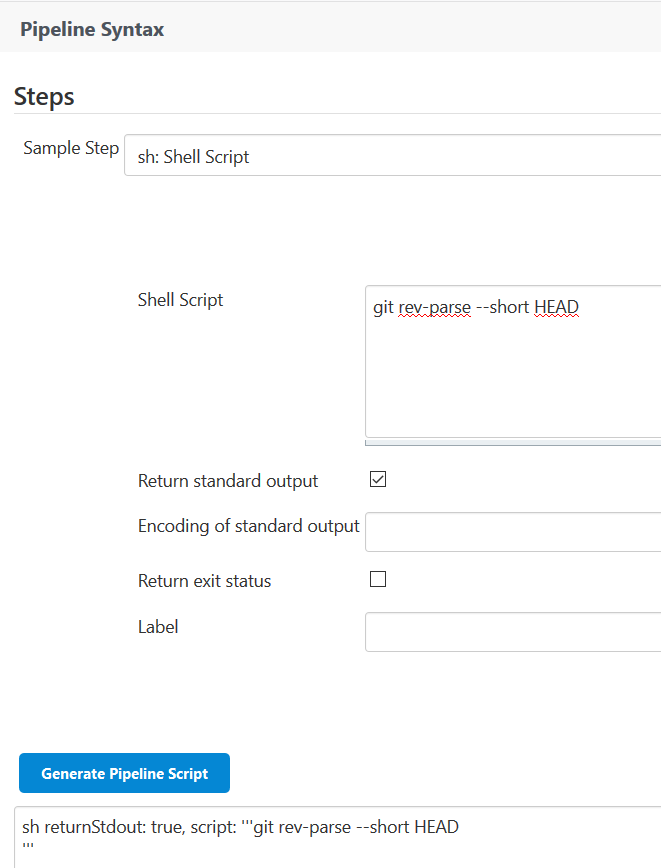 Pipeline Syntax
Steps
Sample Step
sh: Shell Script
Shell Script
git rev-parse --short HEAD
Return standard output
Encoding of standard output
Return exit status
Label
Generate Pipeline Script
sh returnStdout: true, script: '''git rev-parse --short HEAD
'''